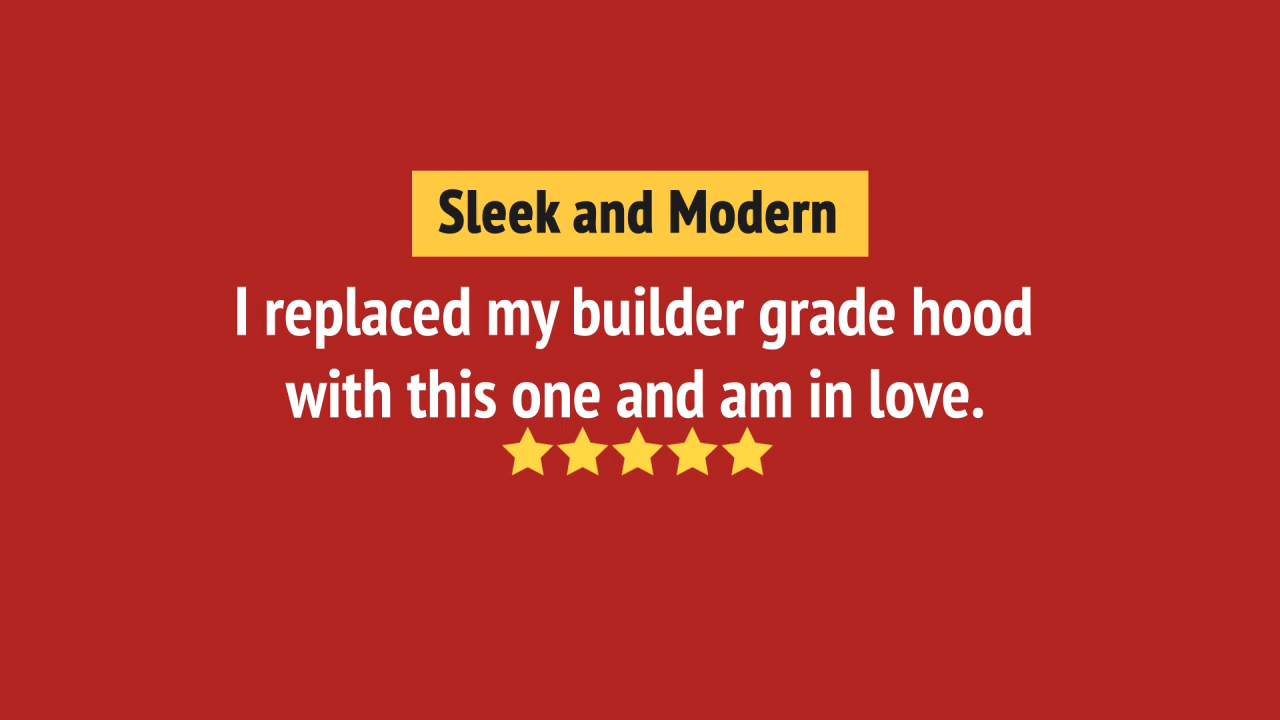 Sleek and Modern
I replaced my builder grade hood
with this one and am in love.